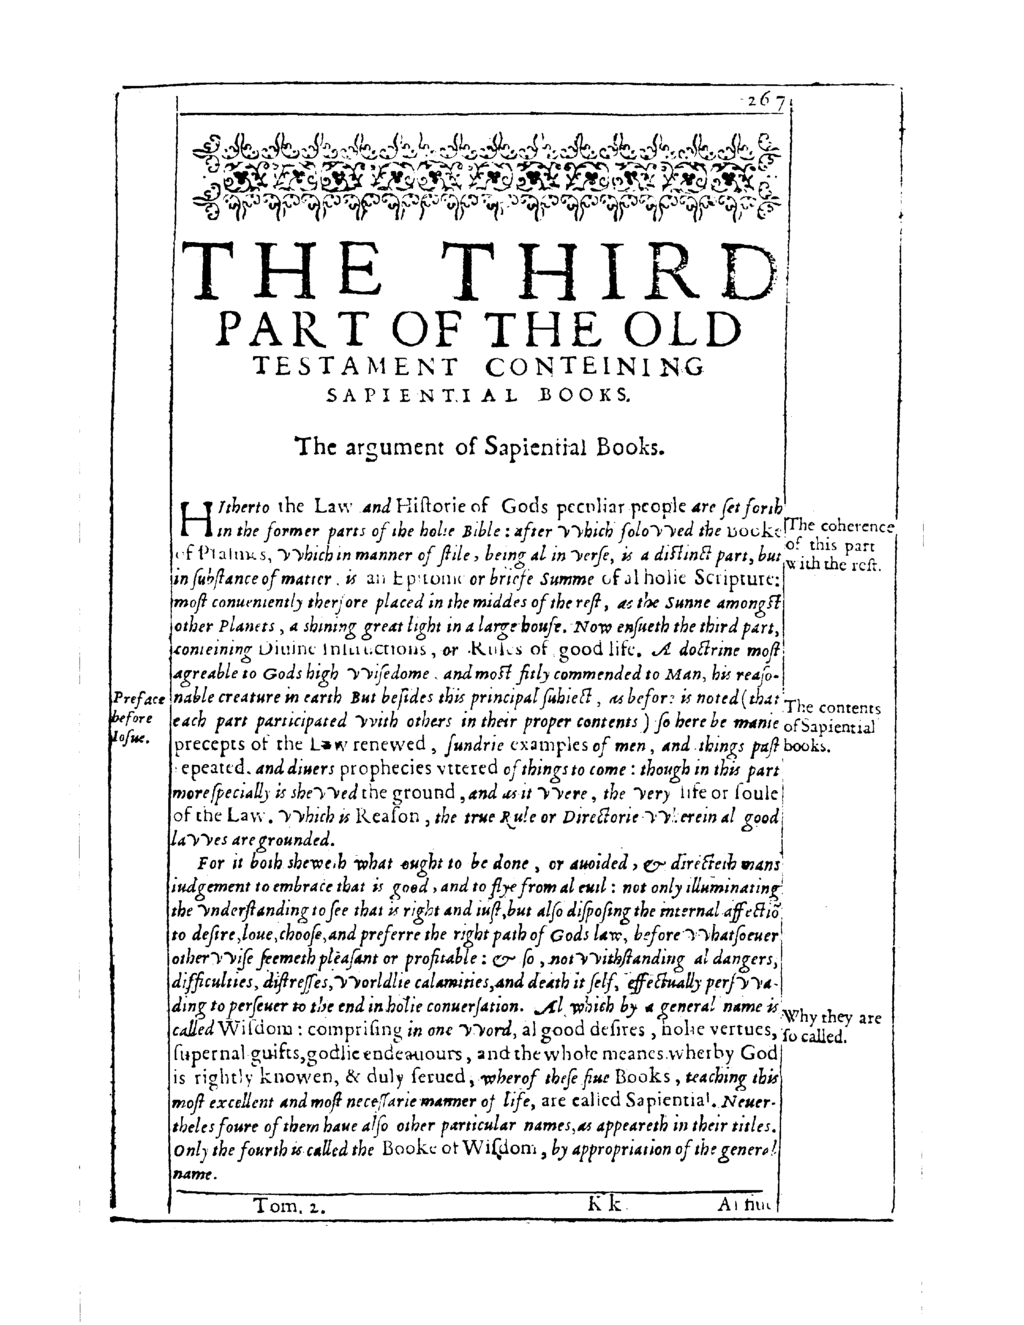 267
THE THIRD
PART OF THE OLD
TESTAMENT CONTEINING
SAPIENTIAL BOOKS.
The argument of Sapiential Books.
HItherto the Law and Hiſtorie of Gods peculiar people are ſet forth
in the former parts of the holie Bible : after vvhich folovved the Booke
of Pſalmes, vvhich in manner of ſtile, being al in verſe, is a diſtinct part, but
in ſubſtance of matter, is an Epitome or briefe Summe of al holie Scripture:
moſt conueniently therfore placed in the middes of the reſt, as the Sunne amongſt
other Planets, a shining great light in a large houſe. Now enſueth the third part,
conteining Diuine Inſtructions, or Rules of good life. A doctrine moſt
agreable to Gods high vviſedome, and moſt fitly commended to Man, his reaſo-
nable creature in earth But beſides this principal ſubiect, as before is noted (that
each part participated vvith others in their proper contents) ſo here be manie
precepts of the Law renewed, ſundrie examples of men, and things paſt
repeated, and diuers prophecies vttered of things to come : though in this part
more ſpecially is shevved the ground, and as it vvere, the very life or ſoule
of the Law, vvhich is Reaſon, the true Rule or Directorie vvherein al good
lavves are grounded.
For it both sheweth what ought to be done, or auoided, & directeth mans
iudgement to embrace that is good, and to flye from al euil : not only illuminating
the vnderſtanding to ſee that is right and iuſt, but alſo diſpoſing the internal affectiõ,
to deſire, loue, chooſe, and preferre the right path of Gods law, before vvhatſoeuer
othervviſe ſeemeth pleaſant or profitable : & ſo, not vvithſtanding al dangers,
difficulties, diſtreſſes, vvorldlie calamities, and death it ſelf, effectually perſvva-
ding to perſeuer to the end in holie conuerſation. Al which by a general name is
called Wiſdom : compriſing in one vvord, al good deſires, holie vertues,
ſupernal guifts, godlie endeauours, and the whole meanes wherby God
is rightly knowen, & duly ſerued, wherof theſe fiue Books, teaching this
moſt excellent and moſt neceſſarie manner of life, are called Sapiential. Neuer-
theles foure of them haue alſo other particular names, as appeareth in their titles.
Only the fourth is called the Booke of Wiſdom, by appropriation of the general
name.
The coherence
of this part
with the reſt.
Preface
before
Ioſue.
The contents
of Sapiential
books.
Why they are
ſo called.
Tom. 2.
Kk